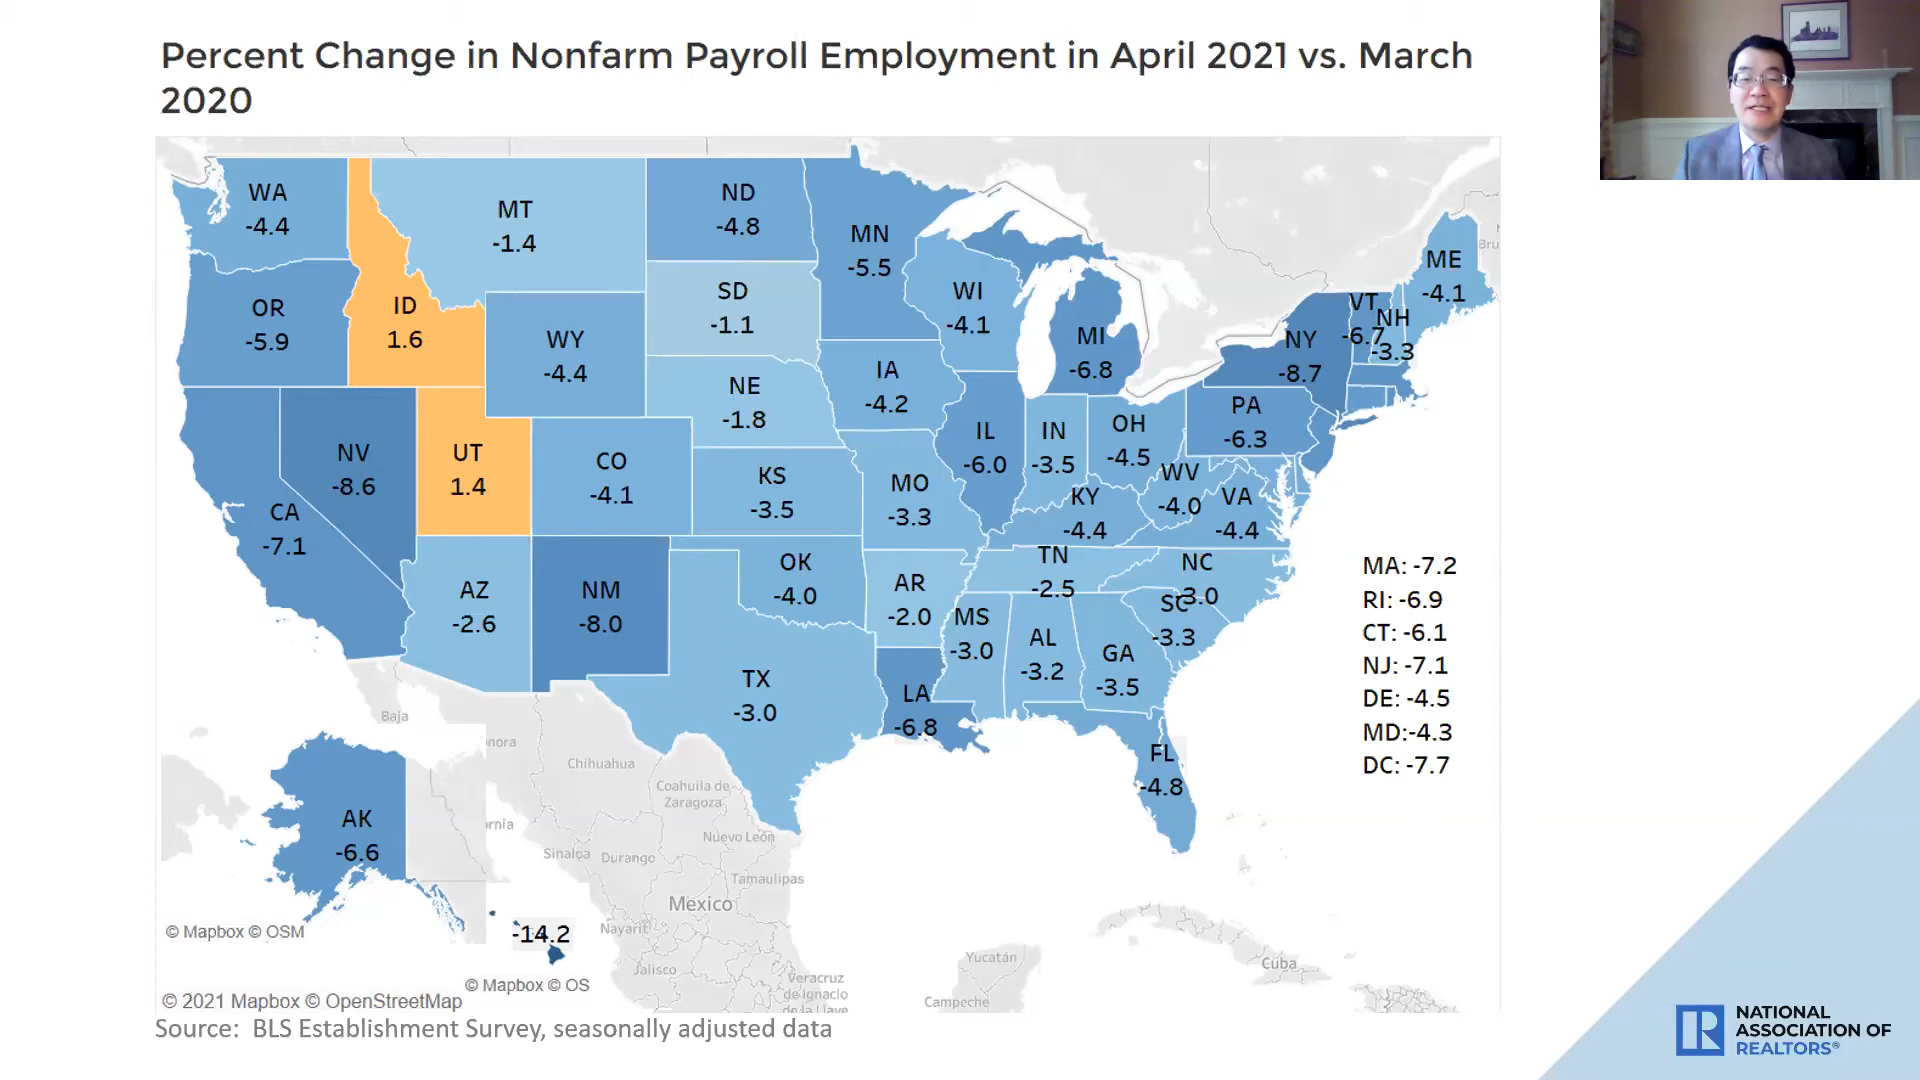 Percent Change in Nonfarm Payroll Employment in April 2021 vs. March
2020
WA
-4.4
MT
-1.4
ND
-4.8
MN
-5.5
OR
-5.9
ID
1.6
WY
-4.4
SD
-1.1
WI
-4.1
MI
-6.8
ME
-4.1
VT
-6.7
NH
-3.3
NY
-8.7
NE
-1.8
IA
-4.2
PA
-6.3
NV
-8.6
UT
1.4
CO
-4.1
KS
-3.5
MO
-3.3
IL
-6.0
IN
-3.5
OH
-4.5
WV
-4.0
VA
-4.4
KY
-4.4
CA
-7.1
AZ
-2.6
NM
-8.0
OK
-4.0
AR
-2.0
TN
-2.5
NC
-3.0
SC
-3.3
MS
-3.0
AL
-3.2
GA
-3.5
TX
-3.0
LA
-6.8
FL
-4.8
AK
-6.6
-14.2
MA: -7.2
RI: -6.9
CT: -6.1
NJ: -7.1
DE: -4.5
MD:-4.3
DC: -7.7
Bru
Baja
nora
Chihuahua
Coahuila de
Zaragoza
rnia
Nuevo León
Sinaloa
Durango
Tamaulipas
Mexico
Nayarit
Jalisco
Veracruz
de Ignacio
de la Llave
Yucatán
Campeche
Cuba
© Mapbox © OSM
© Mapbox © OS
© 2021 Mapbox © OpenStreetMap
Source: BLS Establishment Survey, seasonally adjusted data
NATIONAL
ASSOCIATION OF
REALTORS®